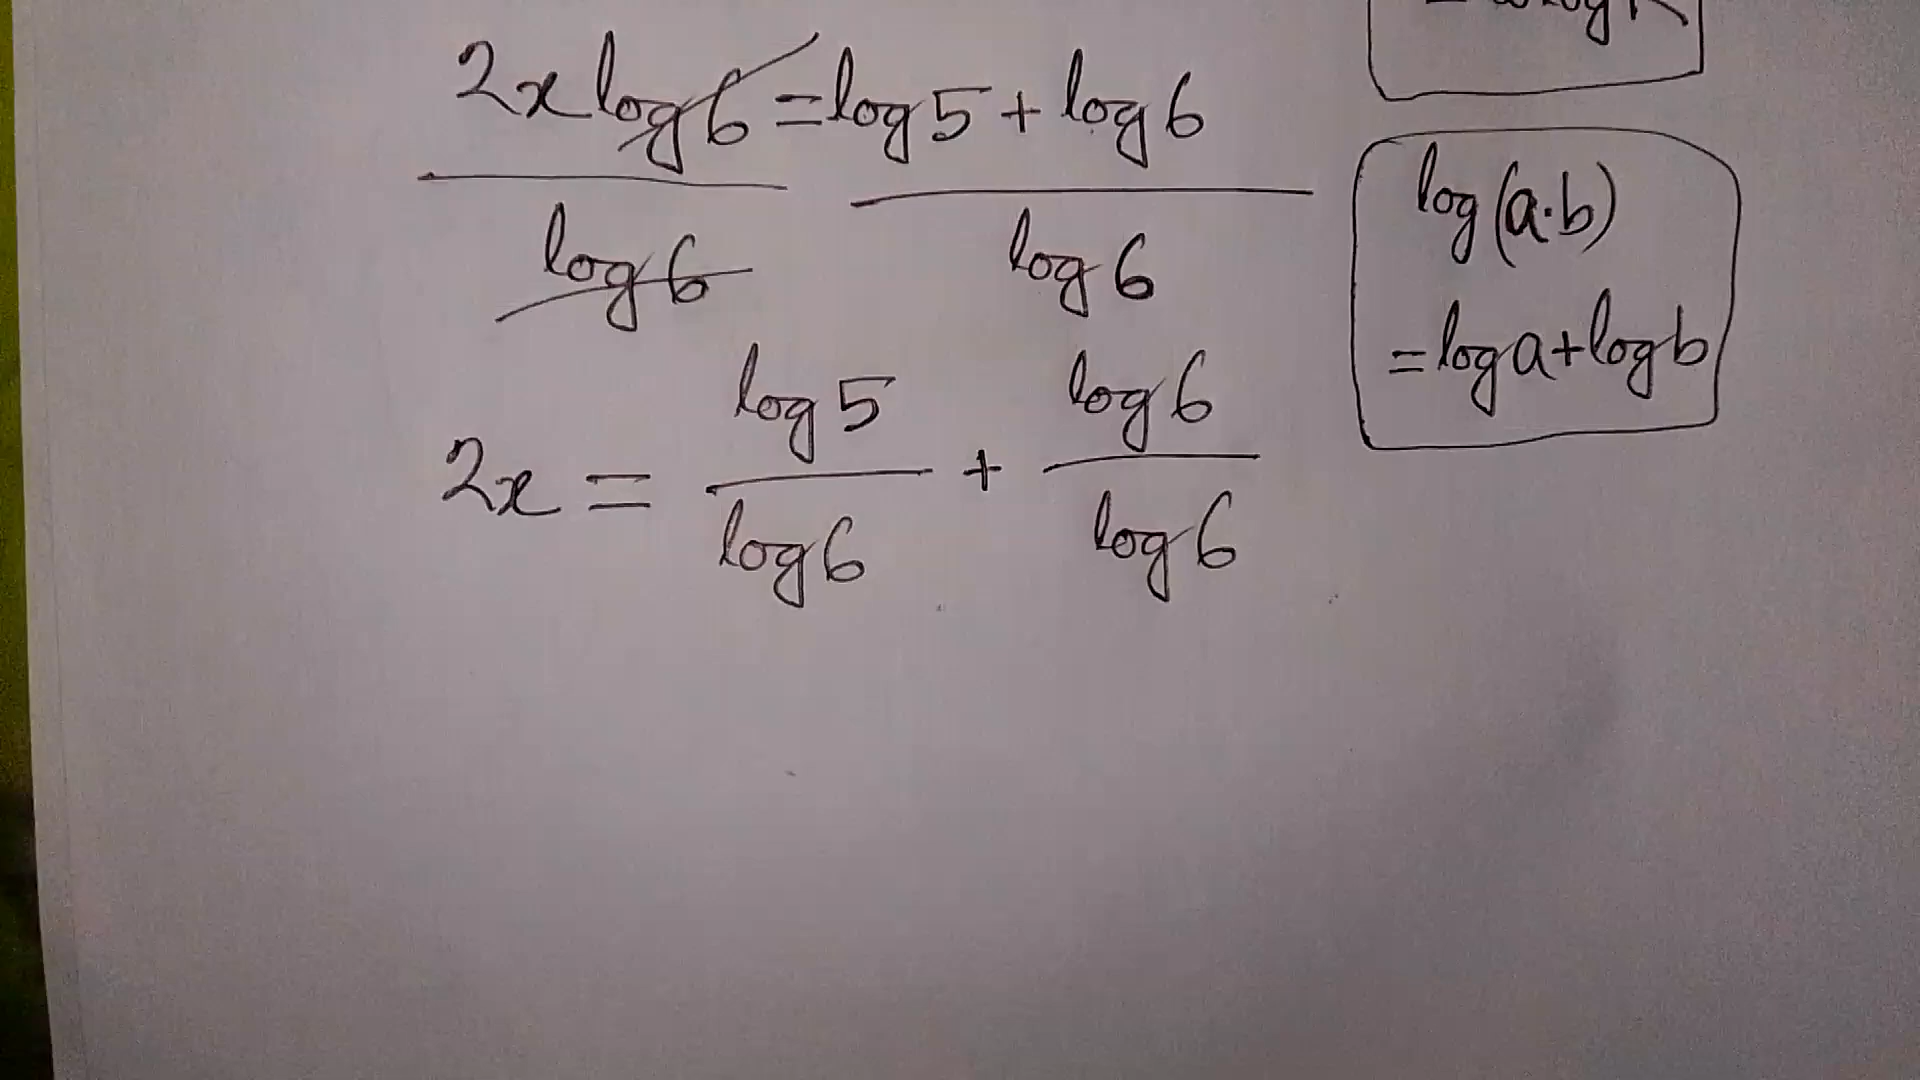 2x log 6 = log 5 + log 6
log 6 log 6
log (a·b)
= log a + log b
log 5 log 6
2x = +
log 6 log 6